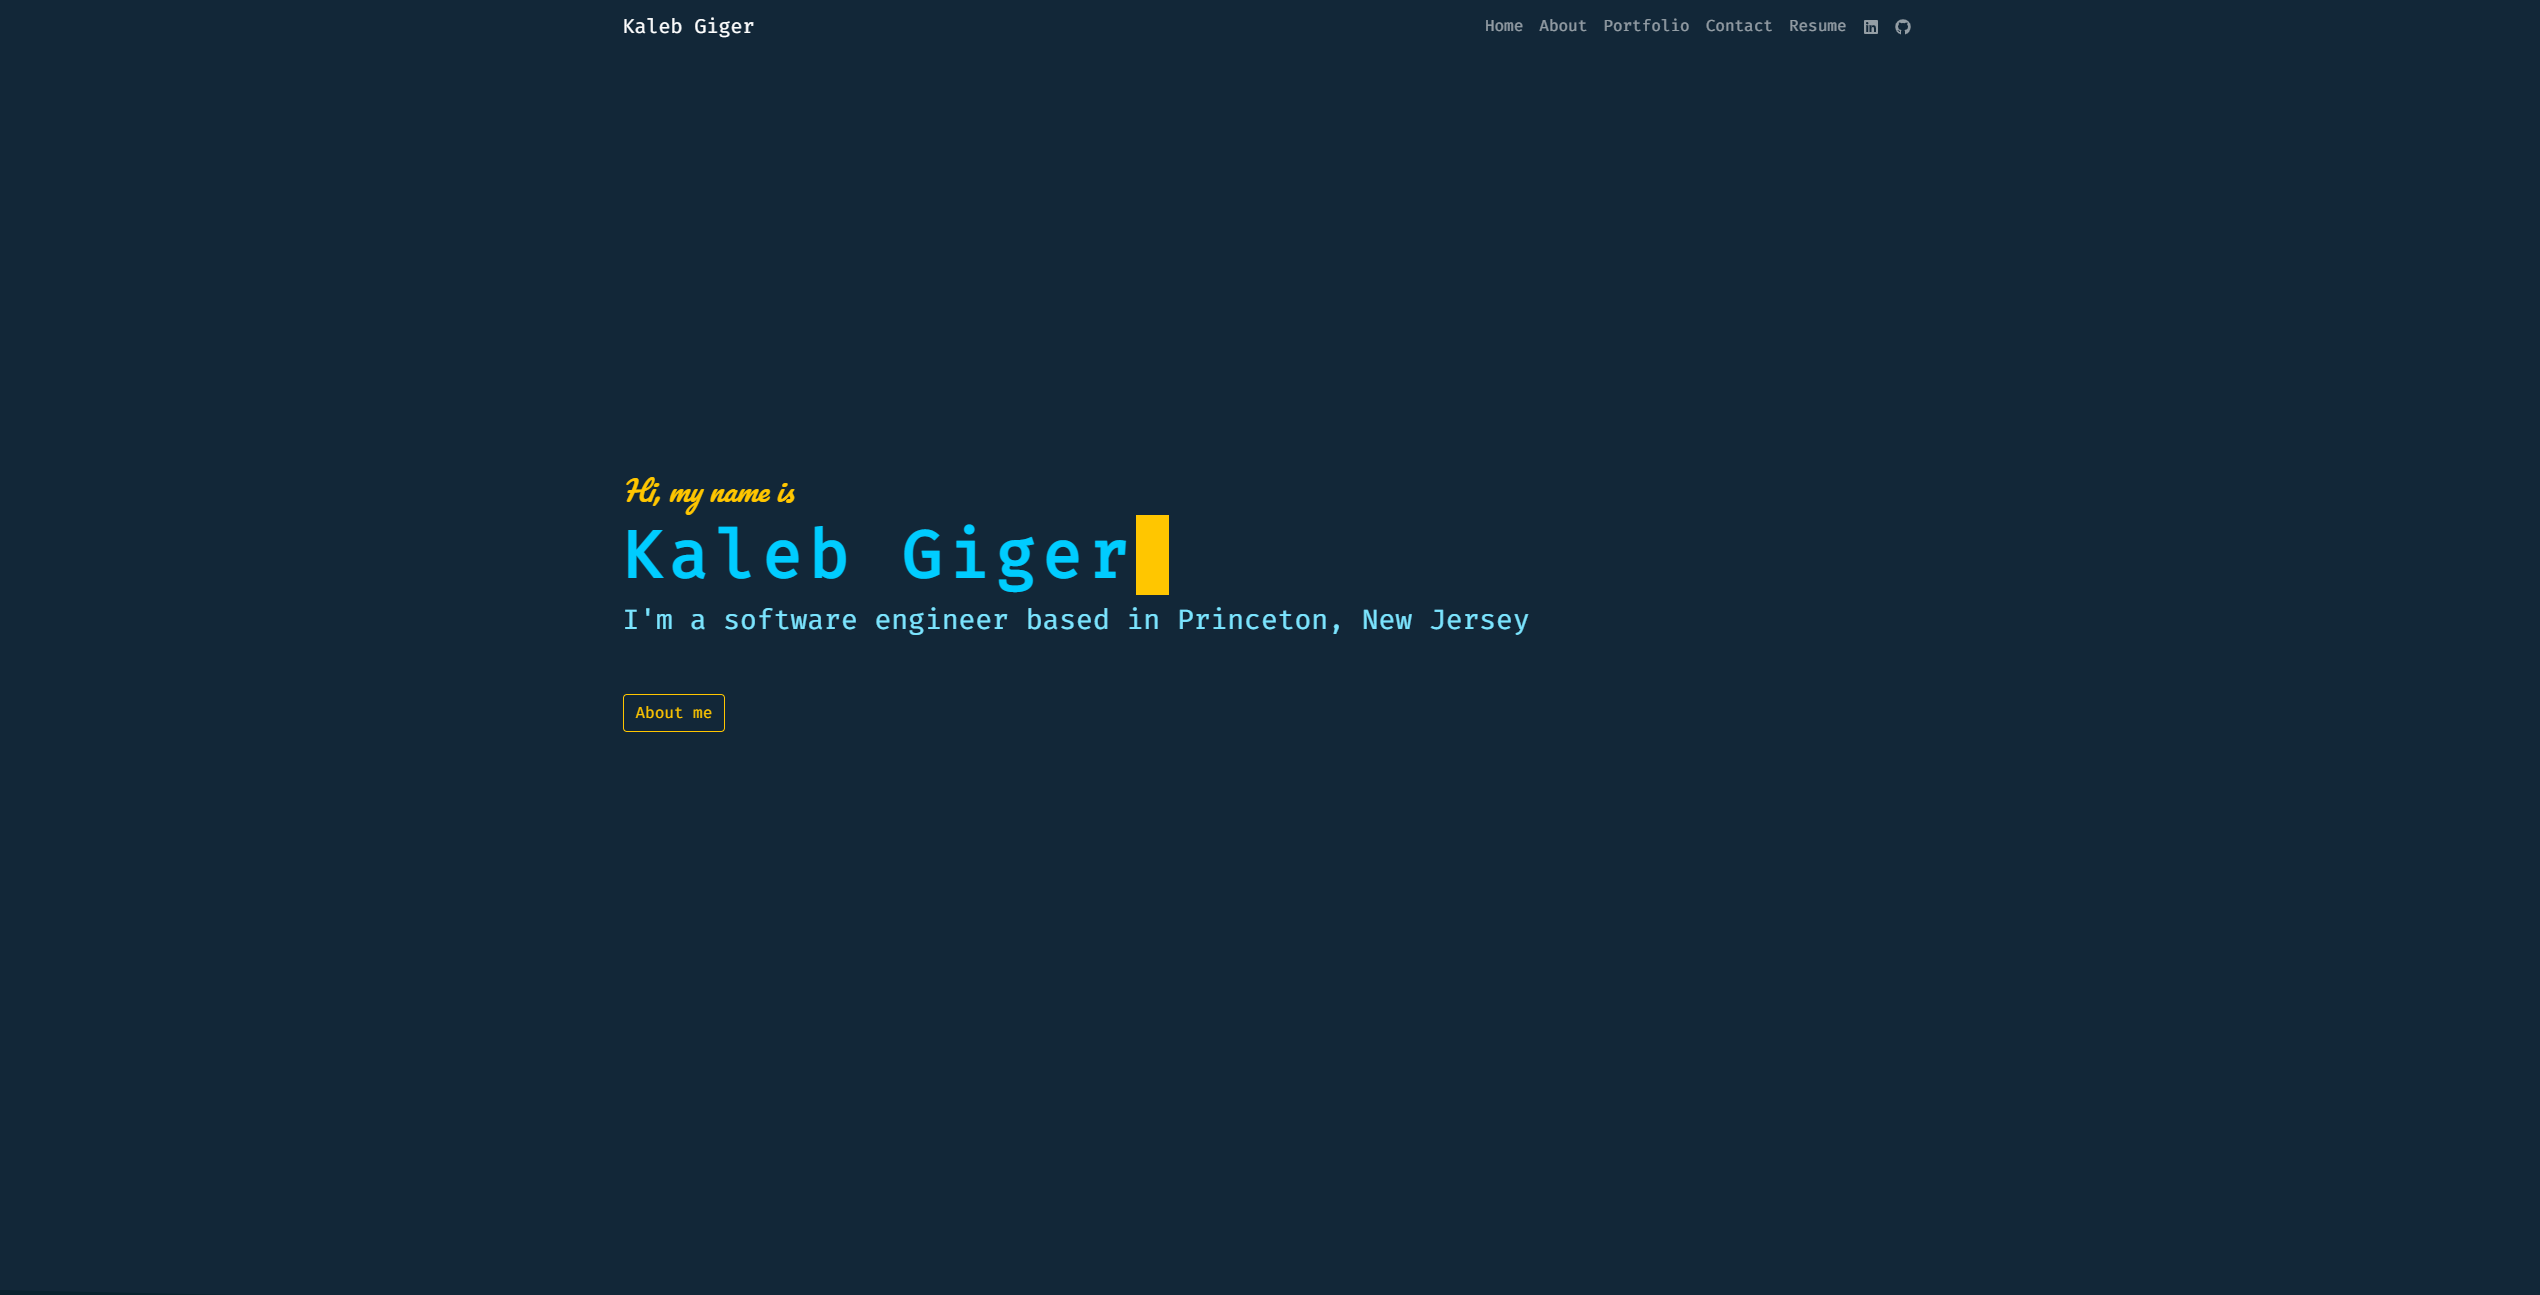 Kaleb Giger
Home About Portfolio Contact Resume
Hi, my name is
Kaleb Giger
I'm a software engineer based in Princeton, New Jersey
About me